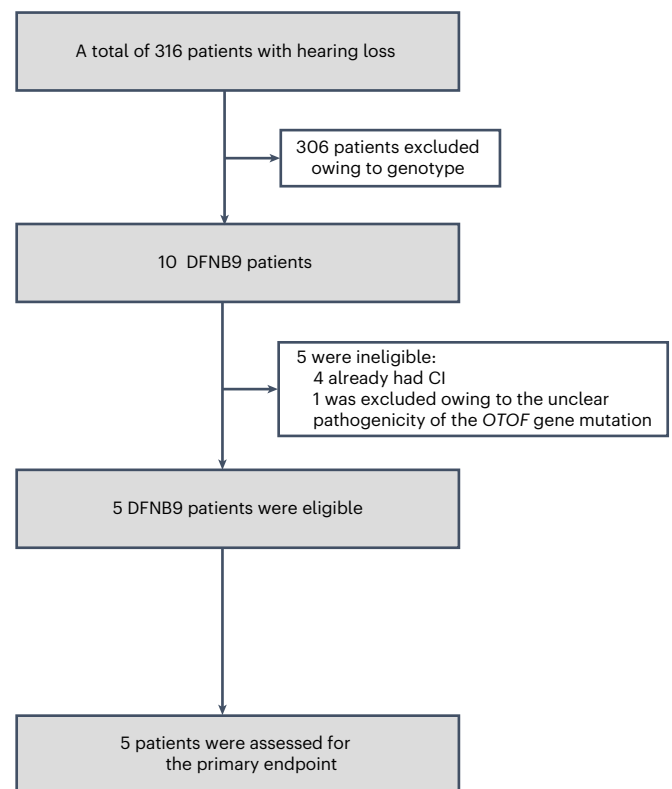 A total of 316 patients with hearing loss
306 patients excluded
owing to genotype
10 DFNB9 patients
5 were ineligible:
4 already had CI
1 was excluded owing to the unclear
pathogenicity of the OTOF gene mutation
5 DFNB9 patients were eligible
5 patients were assessed for
the primary endpoint